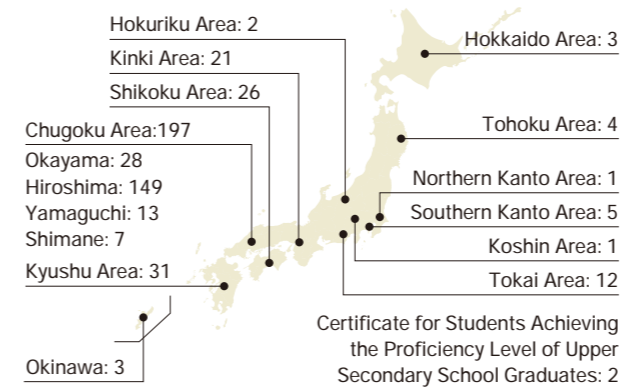 Hokuriku Area: 2
Kinki Area: 21
Shikoku Area: 26
Chugoku Area:197
Okayama: 28
Hiroshima: 149
Yamaguchi: 13
Shimane: 7
Kyushu Area: 31
Okinawa: 3
Hokkaido Area: 3
Tohoku Area: 4
Northern Kanto Area: 1
Southern Kanto Area: 5
Koshin Area: 1
Tokai Area: 12
Certificate for Students Achieving
the Proficiency Level of Upper
Secondary School Graduates: 2